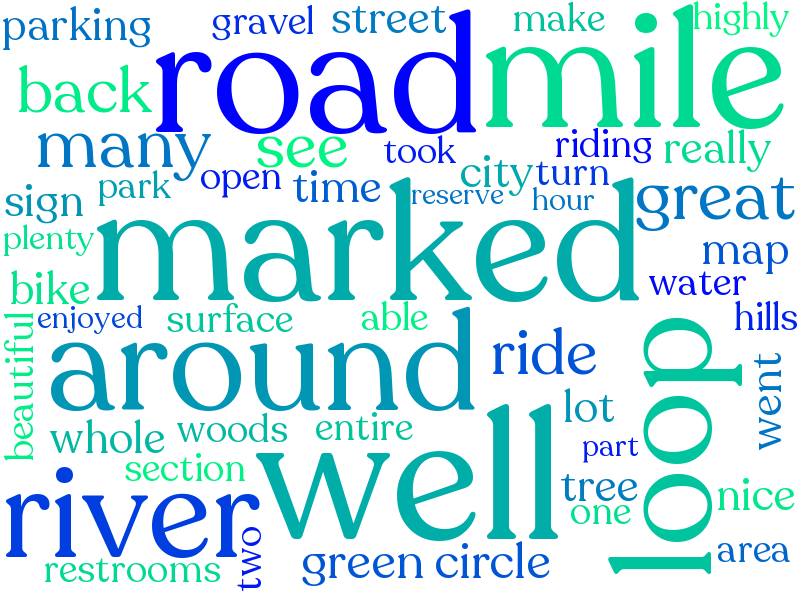 parking gravel street make highly
back road mile
many see took riding really
sign park open time city turn
reserve hour great
plenty marked map
bike water
beautiful enjoyed surface able hills
around ride loop went
whole woods entire lot
part
section well tree nice
river one
two green circle area
restrooms